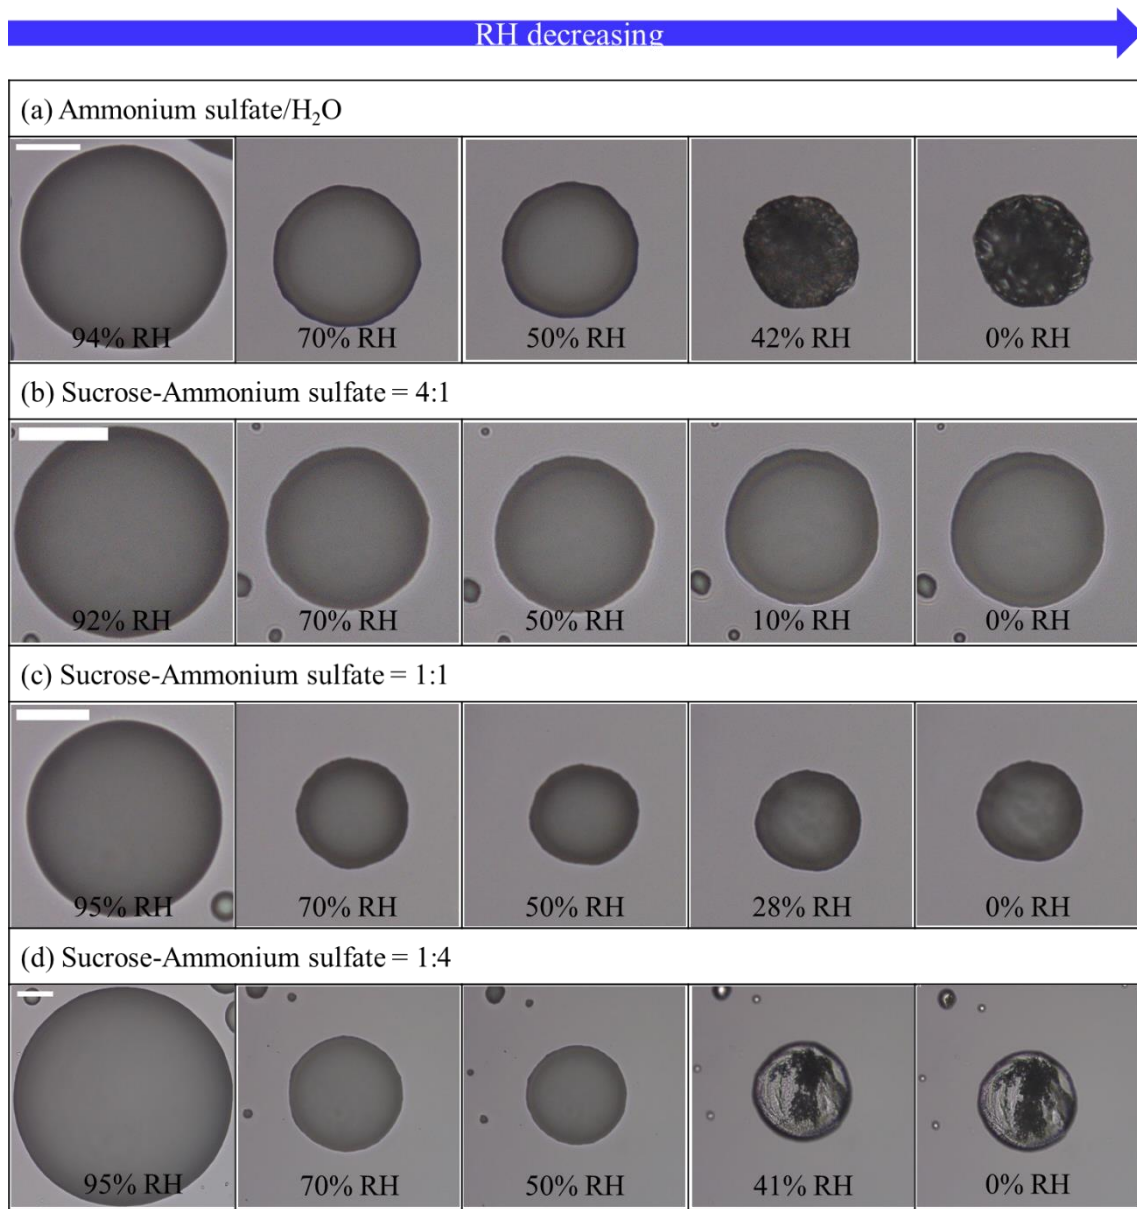 RH decreasing
(a) Ammonium sulfate/H₂O
94% RH 70% RH 50% RH 42% RH 0% RH
(b) Sucrose-Ammonium sulfate = 4:1
92% RH 70% RH 50% RH 10% RH 0% RH
(c) Sucrose-Ammonium sulfate = 1:1
95% RH 70% RH 50% RH 28% RH 0% RH
(d) Sucrose-Ammonium sulfate = 1:4
95% RH 70% RH 50% RH 41% RH 0% RH